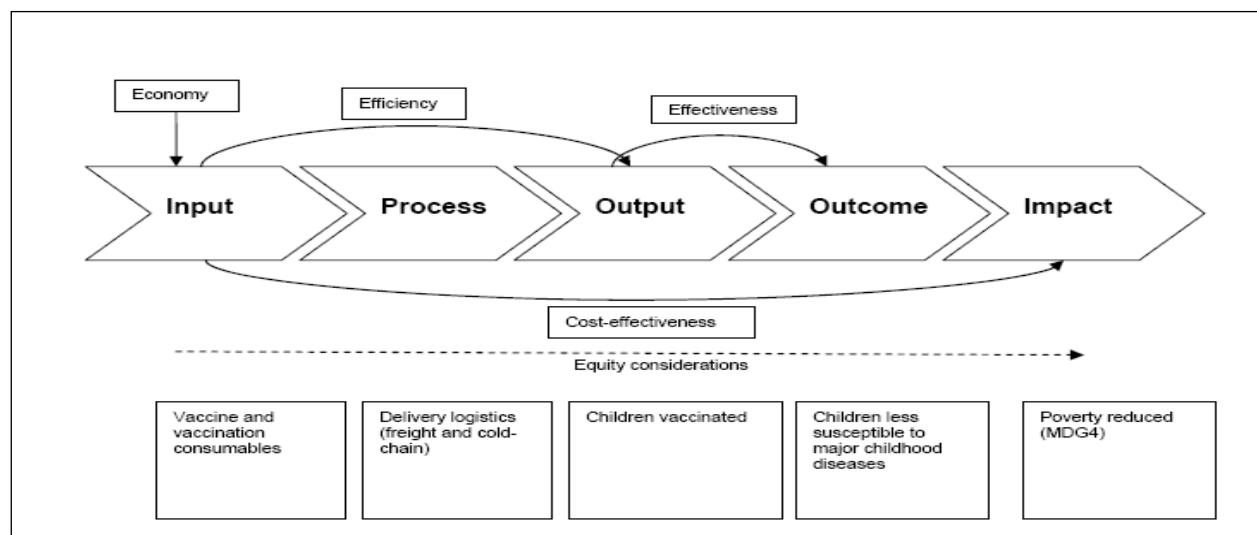 Economy
Efficiency
Effectiveness
Input
Process
Output
Outcome
Impact
Cost-effectiveness
Equity considerations
Vaccine and
vaccination
consumables
Delivery logistics
(freight and cold-
chain)
Children vaccinated
Children less
susceptible to
major childhood
diseases
Poverty reduced
(MDG4)